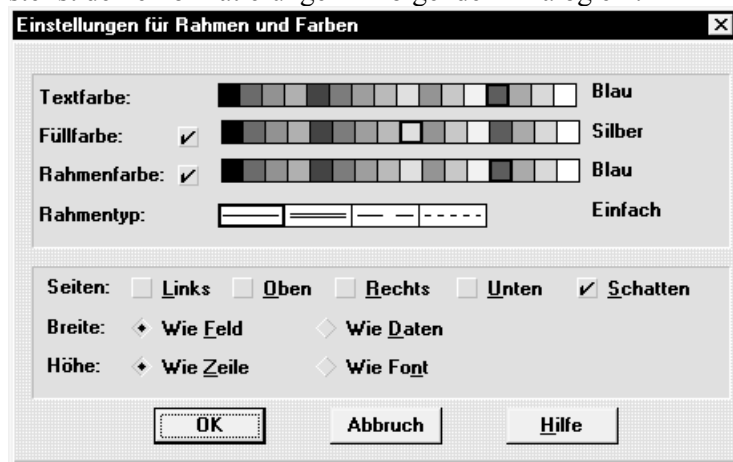 Einstellungen für Rahmen und Farben
Textfarbe: Blau
Füllfarbe: Silber
Rahmenfarbe: Blau
Rahmentyp: Einfach
Seiten: Links Oben Rechts Unten Schatten
Breite: Wie Feld Wie Daten
Höhe: Wie Zeile Wie Font
OK Abbruch Hilfe